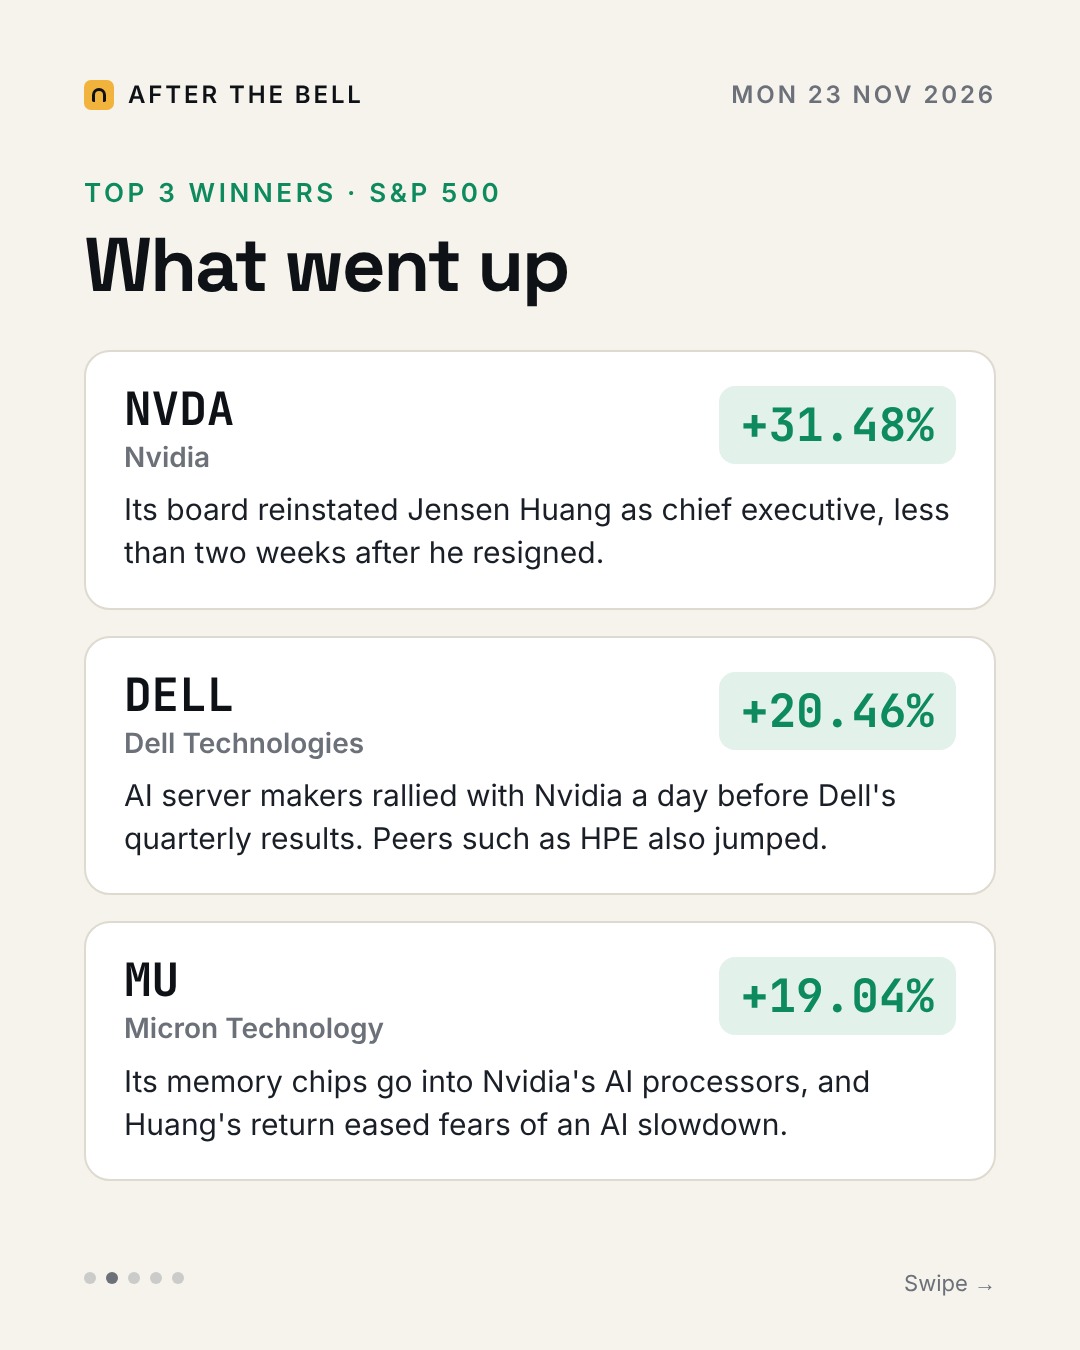 AFTER THE BELL
MON 23 NOV 2026
TOP 3 WINNERS · S&P 500
What went up
NVDA
+31.48%
Nvidia
Its board reinstated Jensen Huang as chief executive, less
than two weeks after he resigned.
DELL
+20.46%
Dell Technologies
AI server makers rallied with Nvidia a day before Dell's
quarterly results. Peers such as HPE also jumped.
MU
+19.04%
Micron Technology
Its memory chips go into Nvidia's AI processors, and
Huang's return eased fears of an AI slowdown.
Swipe →